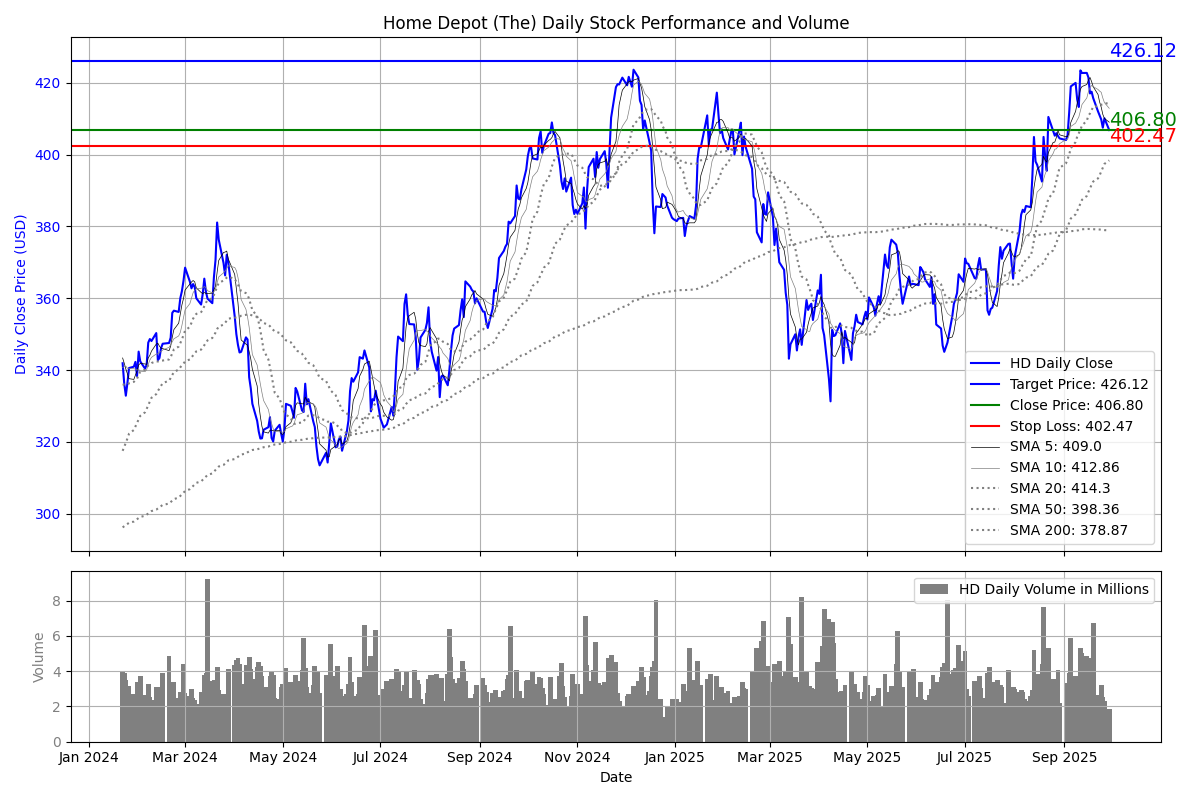 Home Depot (The) Daily Stock Performance and Volume
426.12
406.80
402.47
Daily Close Price (USD)
420
400
380
360
340
320
300
HD Daily Close
Target Price: 426.12
Close Price: 406.80
Stop Loss: 402.47
SMA 5: 409.0
SMA 10: 412.86
SMA 20: 414.3
SMA 50: 398.36
SMA 200: 378.87
HD Daily Volume in Millions
Volume
8
6
4
2
0
Jan 2024 Mar 2024 May 2024 Jul 2024 Sep 2024 Nov 2024 Jan 2025 Mar 2025 May 2025 Jul 2025 Sep 2025
Date